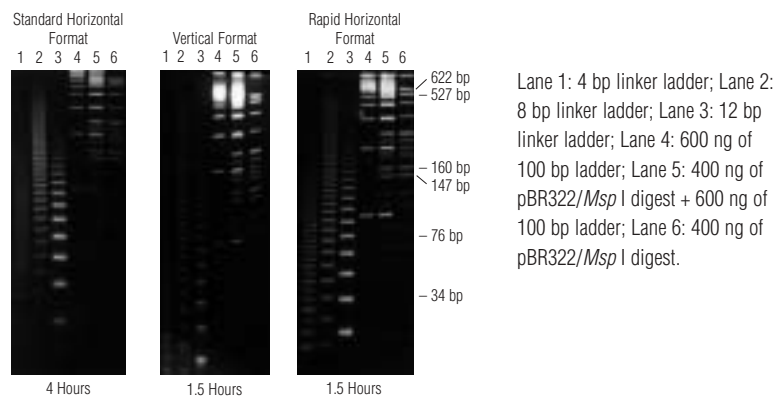 Standard Horizontal
Format
1 2 3 4 5 6
4 Hours
Vertical Format
1 2 3 4 5 6
1.5 Hours
Rapid Horizontal
Format
1 2 3 4 5 6
1.5 Hours
622 bp
527 bp
160 bp
147 bp
76 bp
34 bp
Lane 1: 4 bp linker ladder; Lane 2:
8 bp linker ladder; Lane 3: 12 bp
linker ladder; Lane 4: 600 ng of
100 bp ladder; Lane 5: 400 ng of
pBR322/Msp I digest + 600 ng of
100 bp ladder; Lane 6: 400 ng of
pBR322/Msp I digest.